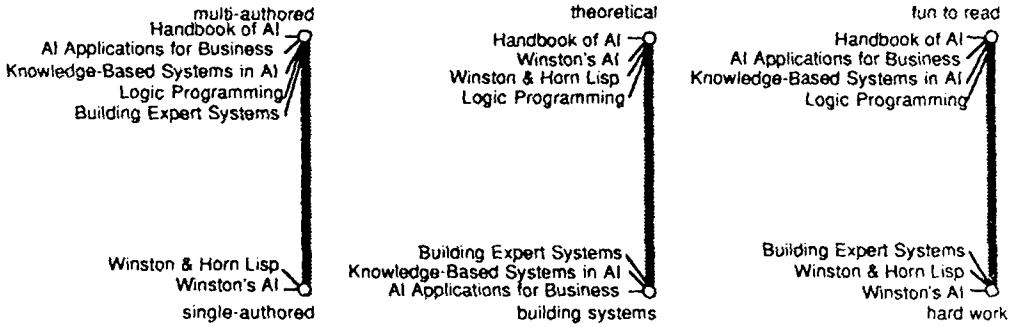 multi-authored
Handbook of AI
AI Applications for Business
Knowledge-Based Systems in AI
Logic Programming
Building Expert Systems
Winston & Horn Lisp
Winston's AI
single-authored
theoretical
Handbook of AI
Winston's AI
Winston & Horn Lisp
Logic Programming
Building Expert Systems
Knowledge-Based Systems in AI
AI Applications for Business
building systems
fun to read
Handbook of AI
AI Applications for Business
Knowledge-Based Systems in AI
Logic Programming
Building Expert Systems
Winston & Horn Lisp
Winston's AI
hard work